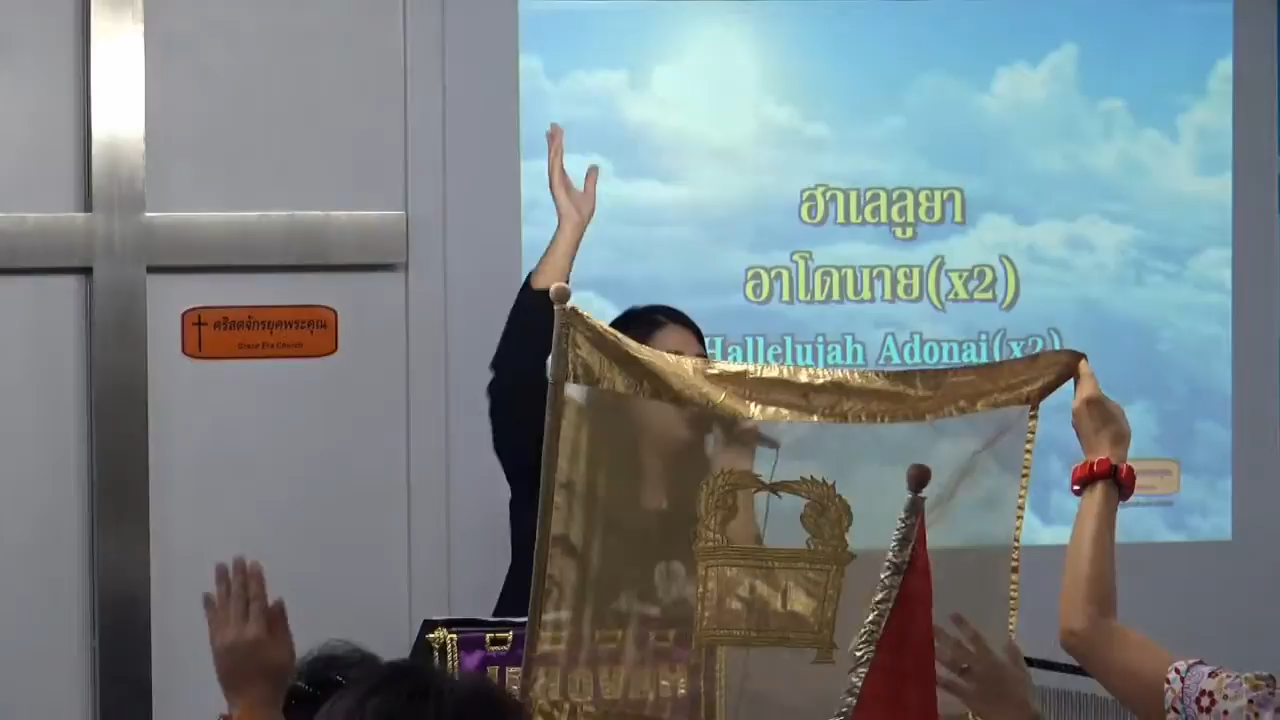 ฮาเลลูยา
อาโดนาย(x2)
Hallelujah Adonai(x2)
คริสตจักรยุคพระคุณ
Grace Era Church